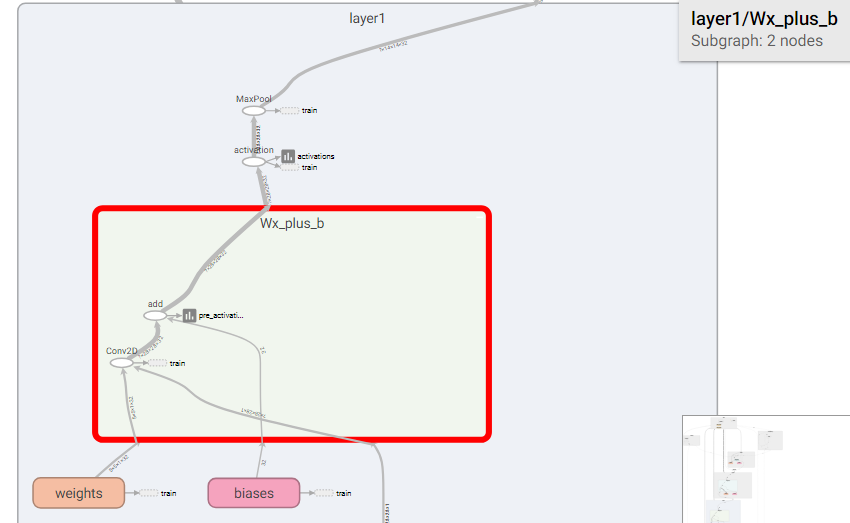 layer1
layer1/Wx_plus_b
Subgraph: 2 nodes
MaxPool
train
activation
activations
train
Wx_plus_b
add
pre_activati...
Conv2D
train
weights
train
biases
train